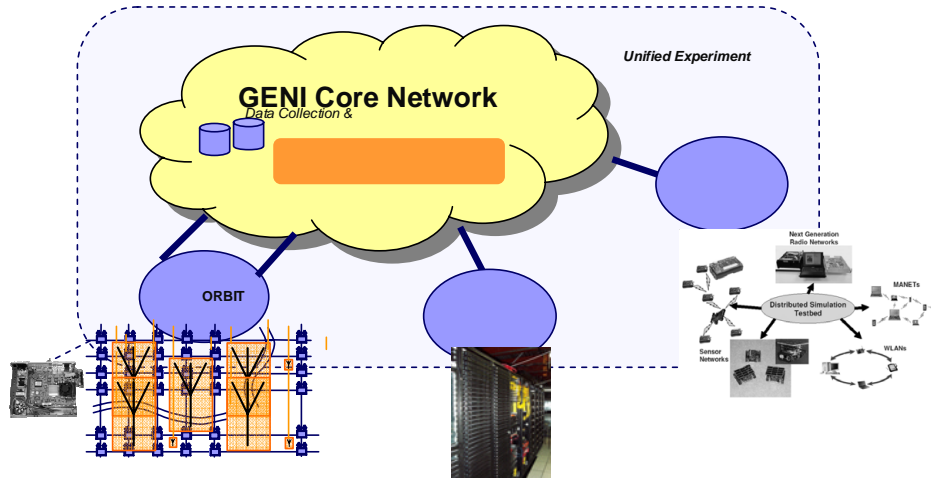 Unified Experiment
GENI Core Network
Data Collection &
ORBIT
Next Generation
Radio Networks
MANETs
Distributed Simulation
Testbed
Sensor
Networks
WLANs